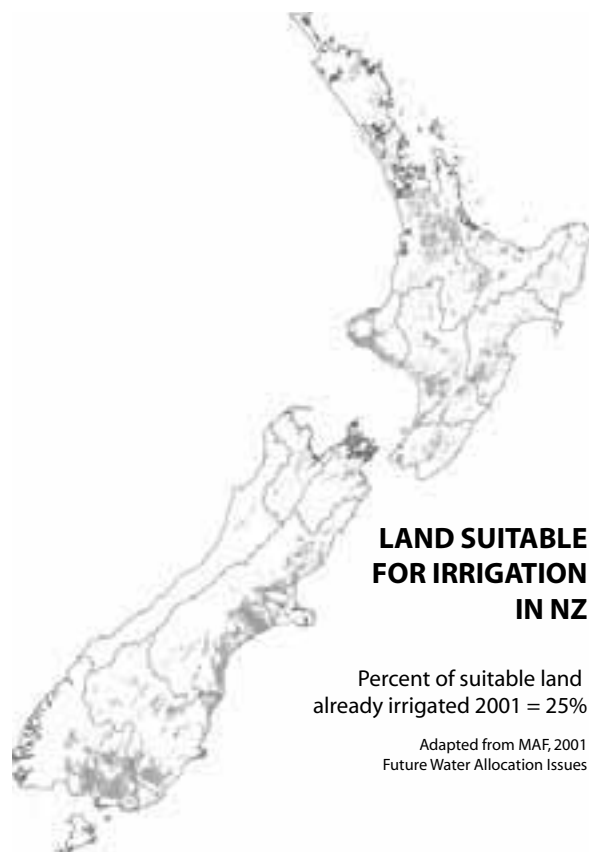 LAND SUITABLE
FOR IRRIGATION
IN NZ
Percent of suitable land
already irrigated 2001 = 25%
Adapted from MAF, 2001
Future Water Allocation Issues